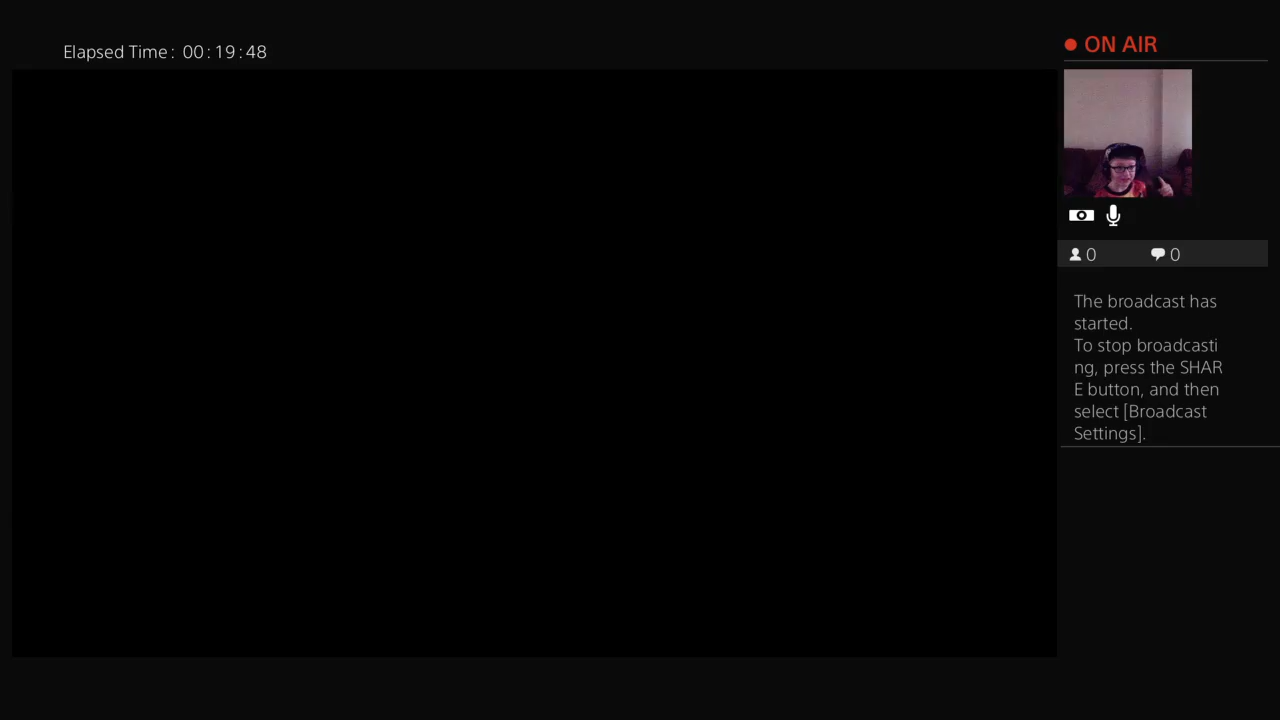 Elapsed Time: 00:19:48
ON AIR
0 0
The broadcast has
started.
To stop broadcasti
ng, press the SHAR
E button, and then
select [Broadcast
Settings].